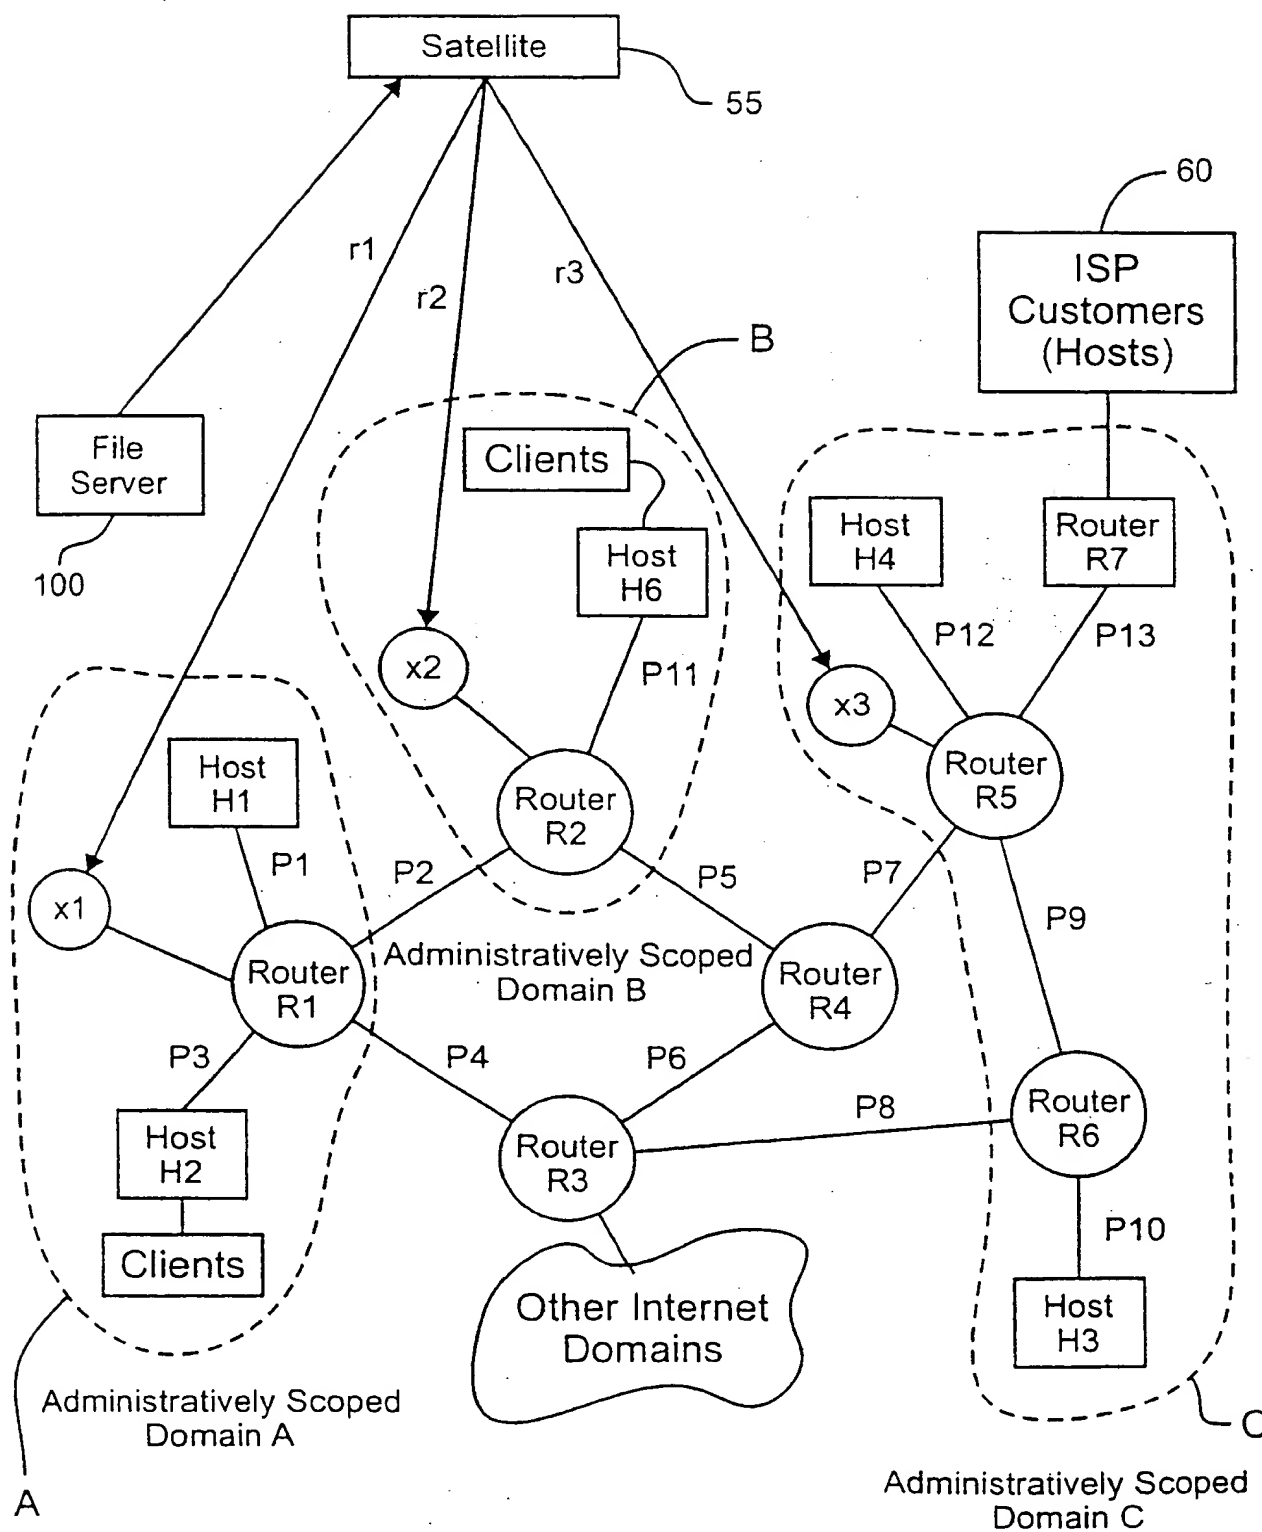 Satellite
55
60
r1
r2
r3
ISP
Customers
(Hosts)
B
File
Server
100
Clients
Host
H6
Host
H4
Router
R7
P12
P13
P11
x2
x3
Host
H1
Router
R2
Router
R5
P1
P2
P5
P7
P9
x1
Administratively Scoped
Domain B
Router
R1
Router
R4
P3
P4
P6
P8
Router
R6
Host
H2
Router
R3
P10
Clients
Other Internet
Domains
Host
H3
Administratively Scoped
Domain A
C
A
Administratively Scoped
Domain C